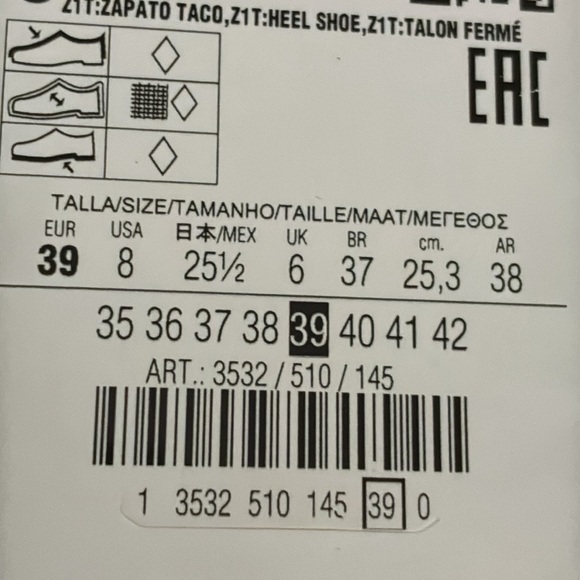 Z1T:ZAPATO TACO,Z1T:HEEL SHOE,Z1T:TALON FERMÉ
EAC
TALLA/SIZE/TAMANHO/TAILLE/MAAT/ΜΕΓΕΘΟΣ
EUR USA 日本/MEX UK BR cm. AR
39 8 25½ 6 37 25,3 38
35 36 37 38 39 40 41 42
ART.: 3532 / 510 / 145
1 3532 510 145 39 0